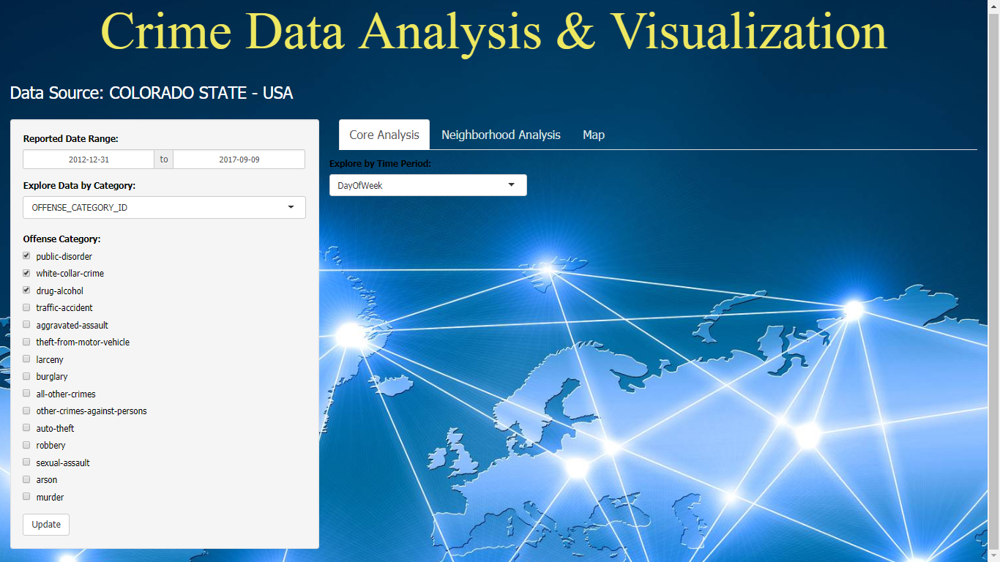 Crime Data Analysis & Visualization
Data Source: COLORADO STATE - USA
Reported Date Range:
2012-12-31 to 2017-09-09
Explore Data by Category:
OFFENSE_CATEGORY_ID
Offense Category:
public-disorder
white-collar-crime
drug-alcohol
traffic-accident
aggravated-assault
theft-from-motor-vehicle
larceny
burglary
all-other-crimes
other-crimes-against-persons
auto-theft
robbery
sexual-assault
arson
murder
Update
Core Analysis Neighborhood Analysis Map
Explore by Time Period:
DayOfWeek